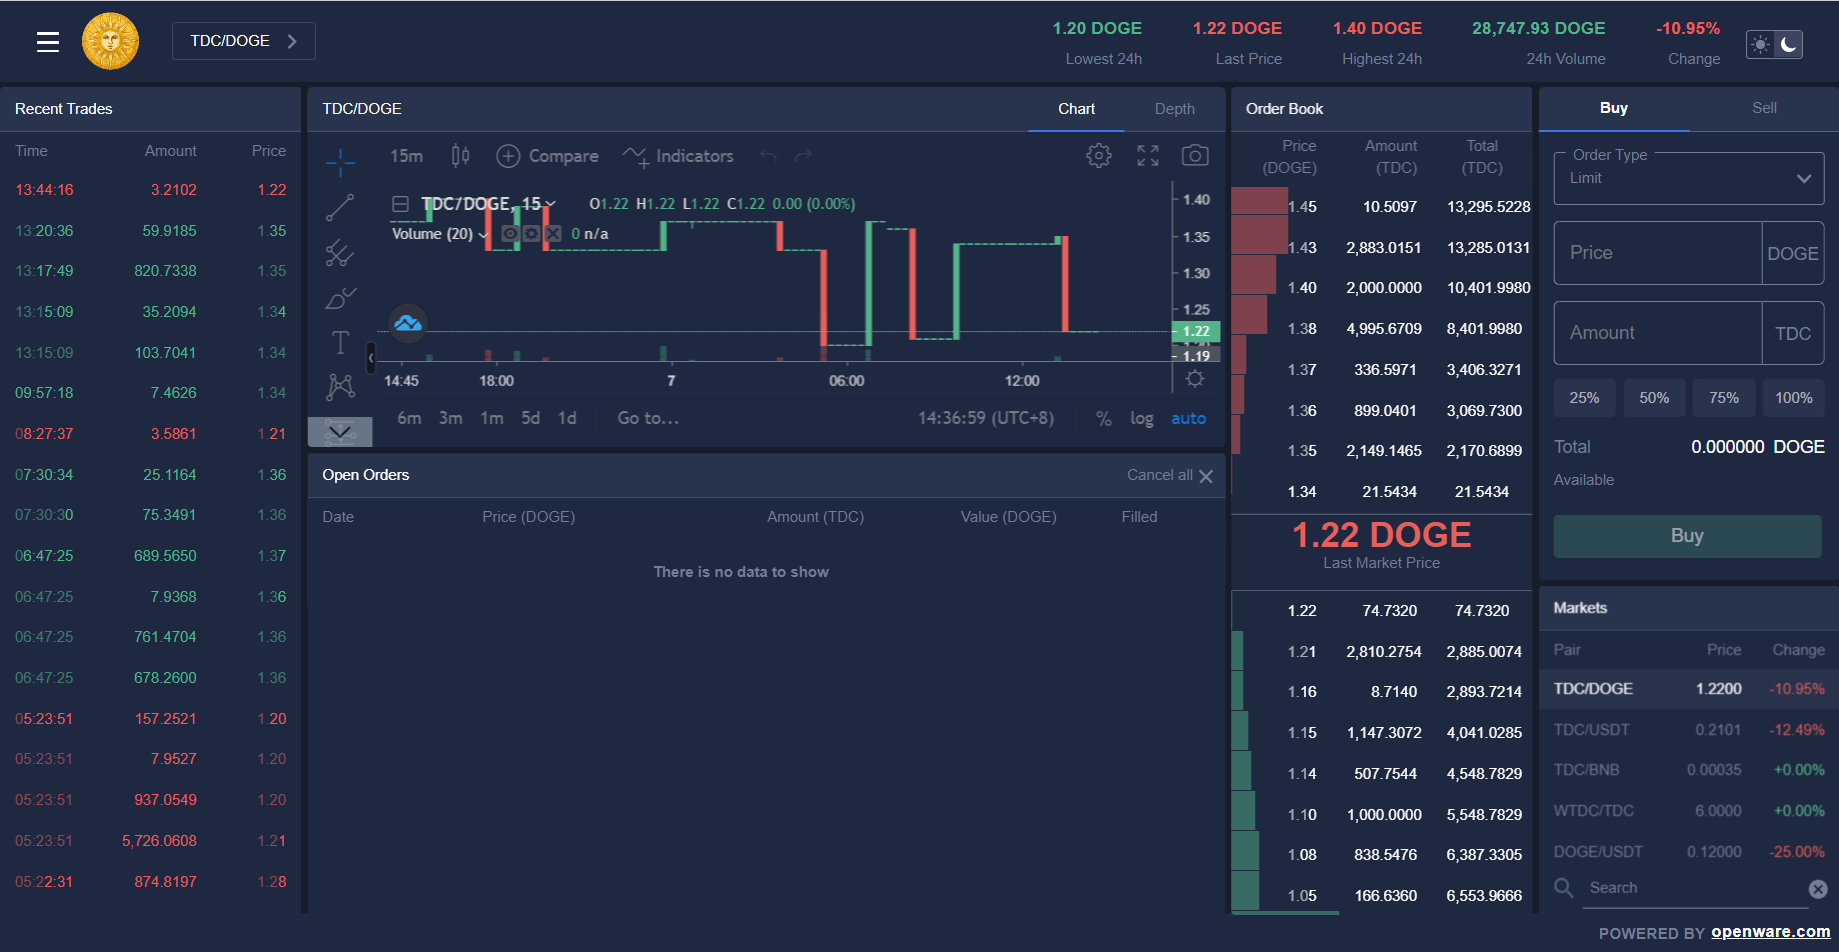 TDC/DOGE
1.20 DOGE
Lowest 24h
1.22 DOGE
Last Price
1.40 DOGE
Highest 24h
28,747.93 DOGE
24h Volume
-10.95%
Change
Recent Trades
Time Amount Price
13:44:16 3.2102 1.22
13:20:36 59.9185 1.35
13:17:49 820.7338 1.35
13:15:09 35.2094 1.34
13:15:09 103.7041 1.34
09:57:18 7.4626 1.34
08:27:37 3.5861 1.21
07:30:34 25.1164 1.36
07:30:30 75.3491 1.36
06:47:25 689.5650 1.37
06:47:25 7.9368 1.36
06:47:25 761.4704 1.36
06:47:25 678.2600 1.36
05:23:51 157.2521 1.20
05:23:51 7.9527 1.20
05:23:51 937.0549 1.20
05:23:51 5,726.0608 1.21
05:22:31 874.8197 1.28
TDC/DOGE Chart Depth
15m Compare Indicators
TDC/DOGE, 15 O1.22 H1.22 L1.22 C1.22 0.00 (0.00%)
Volume (20) 0 n/a
1.40
1.35
1.30
1.25
1.22
1.19
14:45 18:00 7 06:00 12:00
6m 3m 1m 5d 1d Go to... 14:36:59 (UTC+8) % log auto
Open Orders Cancel all
Date Price (DOGE) Amount (TDC) Value (DOGE) Filled
There is no data to show
Order Book
Price Amount Total
(DOGE) (TDC) (TDC)
1.45 10.5097 13,295.5228
1.43 2,883.0151 13,285.0131
1.40 2,000.0000 10,401.9980
1.38 4,995.6709 8,401.9980
1.37 336.5971 3,406.3271
1.36 899.0401 3,069.7300
1.35 2,149.1465 2,170.6899
1.34 21.5434 21.5434
1.22 DOGE
Last Market Price
1.22 74.7320 74.7320
1.21 2,810.2754 2,885.0074
1.16 8.7140 2,893.7214
1.15 1,147.3072 4,041.0285
1.14 507.7544 4,548.7829
1.10 1,000.0000 5,548.7829
1.08 838.5476 6,387.3305
1.05 166.6360 6,553.9666
Buy Sell
Order Type
Limit
Price DOGE
Amount TDC
25% 50% 75% 100%
Total 0.000000 DOGE
Available
Buy
Markets
Pair Price Change
TDC/DOGE 1.2200 -10.95%
TDC/USDT 0.2101 -12.49%
TDC/BNB 0.00035 +0.00%
WTDC/TDC 6.0000 +0.00%
DOGE/USDT 0.12000 -25.00%
Search
POWERED BY openware.com